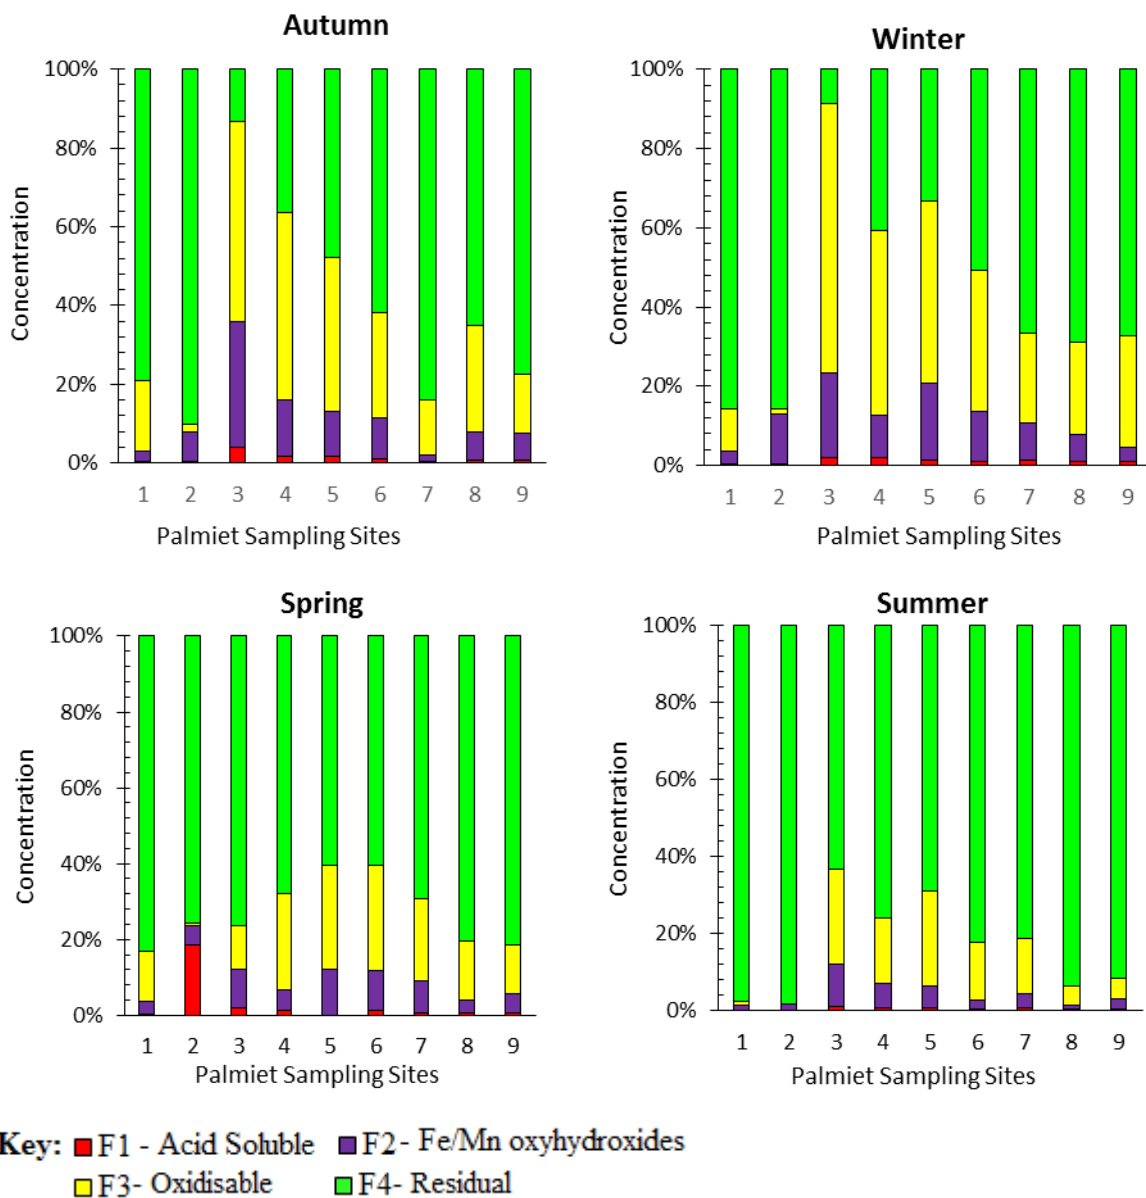 Autumn
100%
80%
60%
40%
20%
0%
Concentration
1 2 3 4 5 6 7 8 9
Palmiet Sampling Sites
Winter
100%
80%
60%
40%
20%
0%
Concentration
1 2 3 4 5 6 7 8 9
Palmiet Sampling Sites
Spring
100%
80%
60%
40%
20%
0%
Concentration
1 2 3 4 5 6 7 8 9
Palmiet Sampling Sites
Summer
100%
80%
60%
40%
20%
0%
Concentration
1 2 3 4 5 6 7 8 9
Palmiet Sampling Sites
Key: F1 - Acid Soluble F2- Fe/Mn oxyhydroxides
F3- Oxidisable F4- Residual